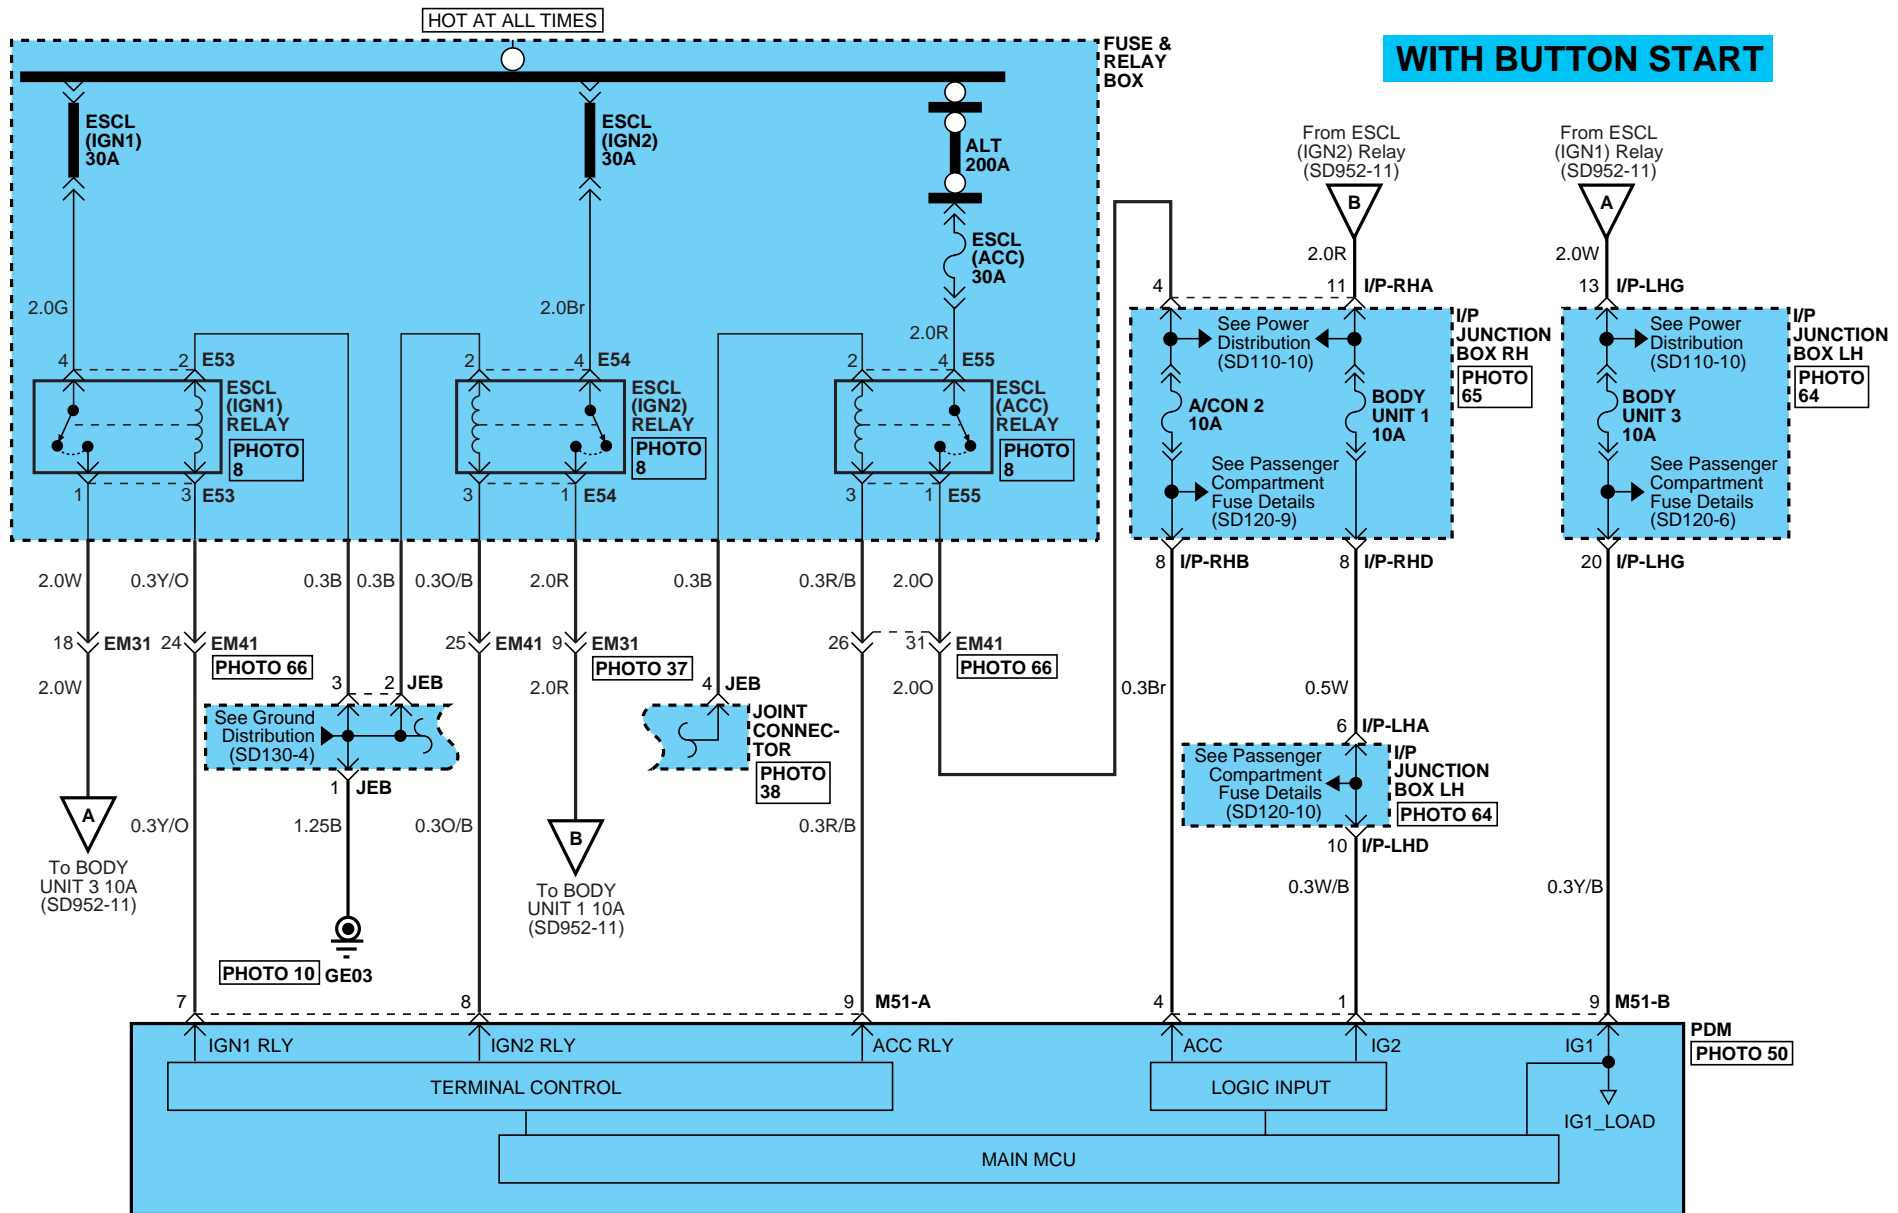 HOT AT ALL TIMES
FUSE &
RELAY
BOX
WITH BUTTON START
ESCL
(IGN1)
30A
ESCL
(IGN2)
30A
ALT
200A
ESCL
(ACC)
30A
From ESCL
(IGN2) Relay
(SD952-11)
B
From ESCL
(IGN1) Relay
(SD952-11)
A
2.0G
2.0Br
2.0R
2.0R
2.0W
4 2 E53
2 4 E54
2 4 E55
4 11 I/P-RHA
13 I/P-LHG
ESCL
(IGN1)
RELAY
PHOTO
8
ESCL
(IGN2)
RELAY
PHOTO
8
ESCL
(ACC)
RELAY
PHOTO
8
1 3 E53
3 1 E54
3 1 E55
See Power
Distribution
(SD110-10)
A/CON 2
10A
BODY
UNIT 1
10A
See Passenger
Compartment
Fuse Details
(SD120-9)
I/P
JUNCTION
BOX RH
PHOTO
65
See Power
Distribution
(SD110-10)
BODY
UNIT 3
10A
See Passenger
Compartment
Fuse Details
(SD120-6)
I/P
JUNCTION
BOX LH
PHOTO
64
8 I/P-RHB
8 I/P-RHD
20 I/P-LHG
2.0W 0.3Y/O 0.3B 0.3B 0.3O/B 2.0R 0.3B 0.3R/B 2.0O
18 EM31 24 EM41
PHOTO 66
25 EM41 9 EM31
PHOTO 37
26 31 EM41
PHOTO 66
2.0W
3 2 JEB
2.0R
4 JEB
2.0O
0.3Br
0.5W
See Ground
Distribution
(SD130-4)
1 JEB
JOINT
CONNEC-
TOR
PHOTO
38
6 I/P-LHA
See Passenger
Compartment
Fuse Details
(SD120-10)
I/P
JUNCTION
BOX LH
PHOTO 64
10 I/P-LHD
A
To BODY
UNIT 3 10A
(SD952-11)
0.3Y/O
1.25B
0.3O/B
B
To BODY
UNIT 1 10A
(SD952-11)
0.3R/B
0.3W/B
0.3Y/B
PHOTO 10 GE03
7 8 9 M51-A
4 1 9 M51-B
PDM
PHOTO 50
IGN1 RLY
IGN2 RLY
ACC RLY
ACC
IG2
IG1
TERMINAL CONTROL
LOGIC INPUT
IG1_LOAD
MAIN MCU